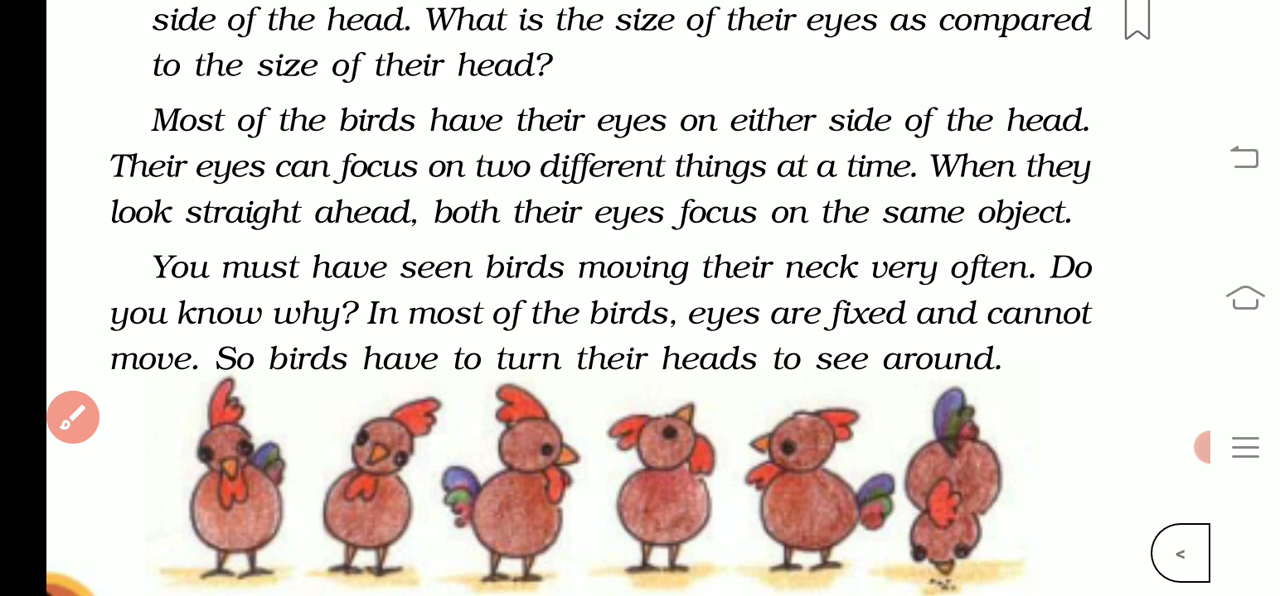 side of the head. What is the size of their eyes as compared
to the size of their head?
Most of the birds have their eyes on either side of the head.
Their eyes can focus on two different things at a time. When they
look straight ahead, both their eyes focus on the same object.
You must have seen birds moving their neck very often. Do
you know why? In most of the birds, eyes are fixed and cannot
move. So birds have to turn their heads to see around.